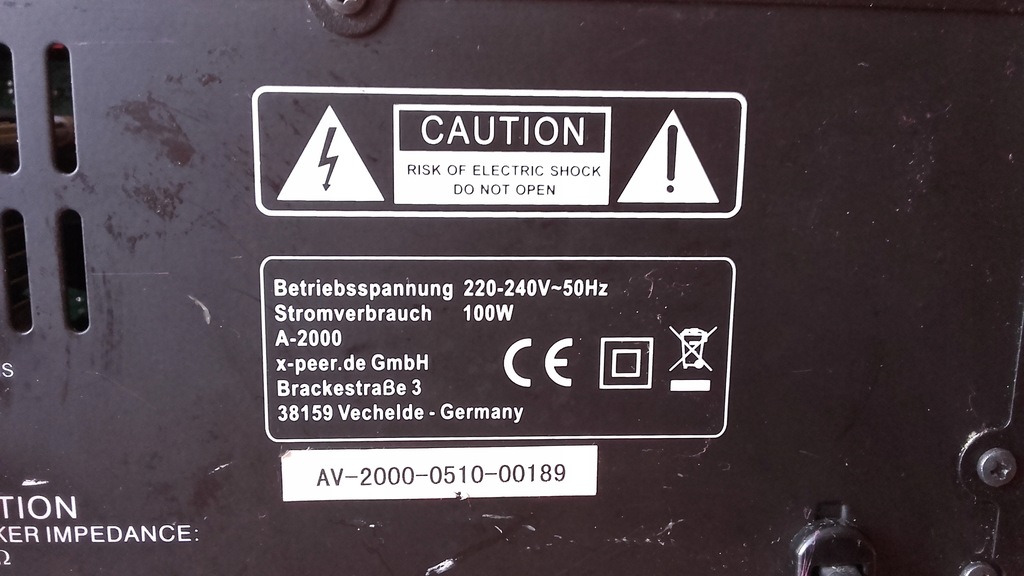 CAUTION
RISK OF ELECTRIC SHOCK
DO NOT OPEN
Betriebsspannung 220-240V~50Hz
Stromverbrauch 100W
A-2000
x-peer.de GmbH
Brackestraße 3
38159 Vechelde - Germany
CE
AV-2000-0510-00189
S
TION
KER IMPEDANCE:
Ω